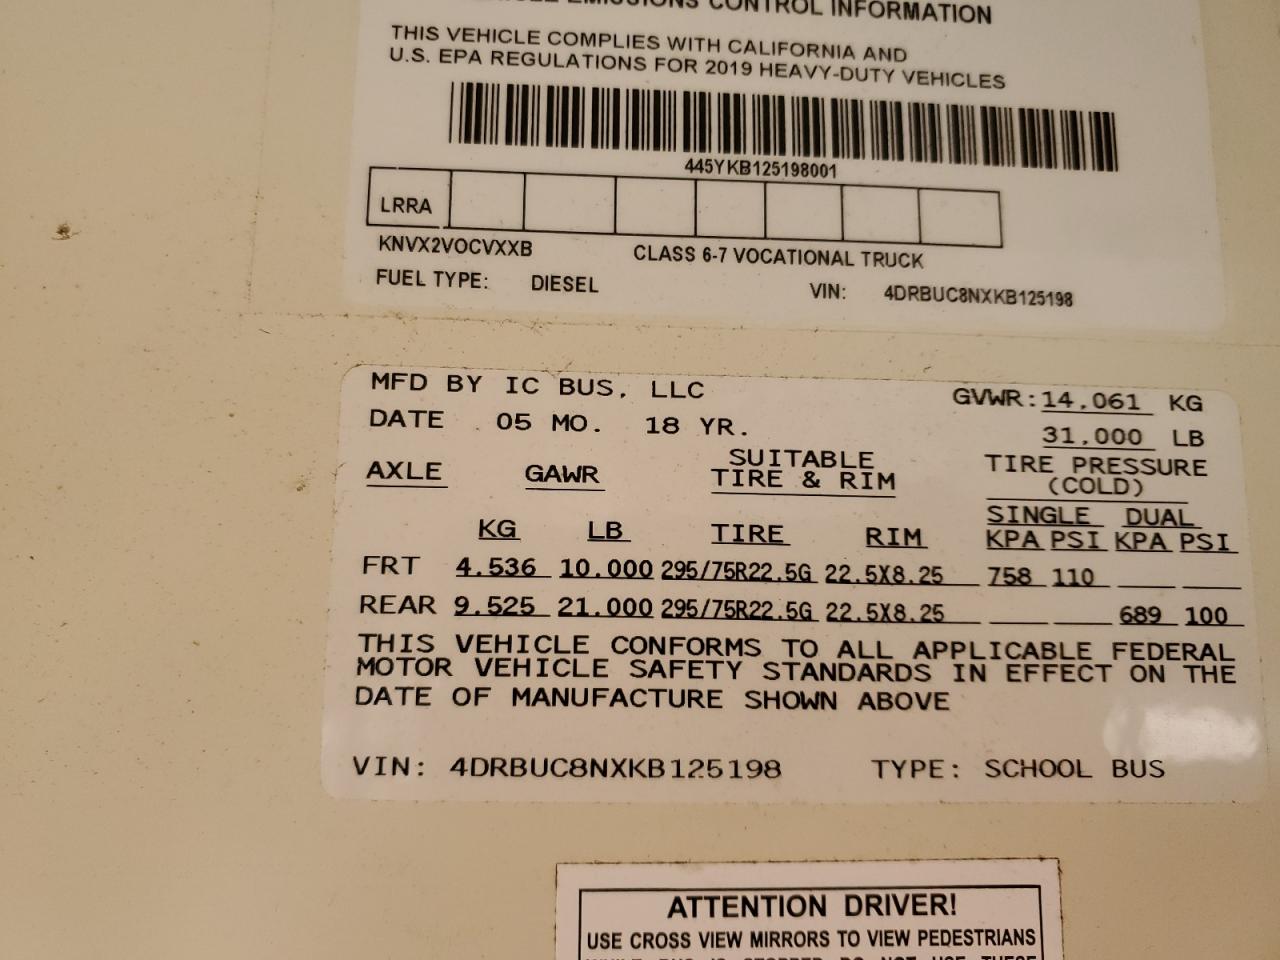 EMISSIONS CONTROL INFORMATION
THIS VEHICLE COMPLIES WITH CALIFORNIA AND
U.S. EPA REGULATIONS FOR 2019 HEAVY-DUTY VEHICLES
445YKB125198001
LRRA
KNVX2VOCVXXB CLASS 6-7 VOCATIONAL TRUCK
FUEL TYPE: DIESEL VIN: 4DRBUC8NXKB125198
MFD BY IC BUS, LLC GVWR: 14,061 KG
DATE 05 MO. 18 YR. 31,000 LB
AXLE GAWR SUITABLE TIRE & RIM TIRE PRESSURE (COLD)
SINGLE DUAL
KG LB TIRE RIM KPA PSI KPA PSI
FRT 4.536 10.000 295/75R22.5G 22.5X8.25 758 110
REAR 9.525 21.000 295/75R22.5G 22.5X8.25 689 100
THIS VEHICLE CONFORMS TO ALL APPLICABLE FEDERAL
MOTOR VEHICLE SAFETY STANDARDS IN EFFECT ON THE
DATE OF MANUFACTURE SHOWN ABOVE
VIN: 4DRBUC8NXKB125198 TYPE: SCHOOL BUS
ATTENTION DRIVER!
USE CROSS VIEW MIRRORS TO VIEW PEDESTRIANS